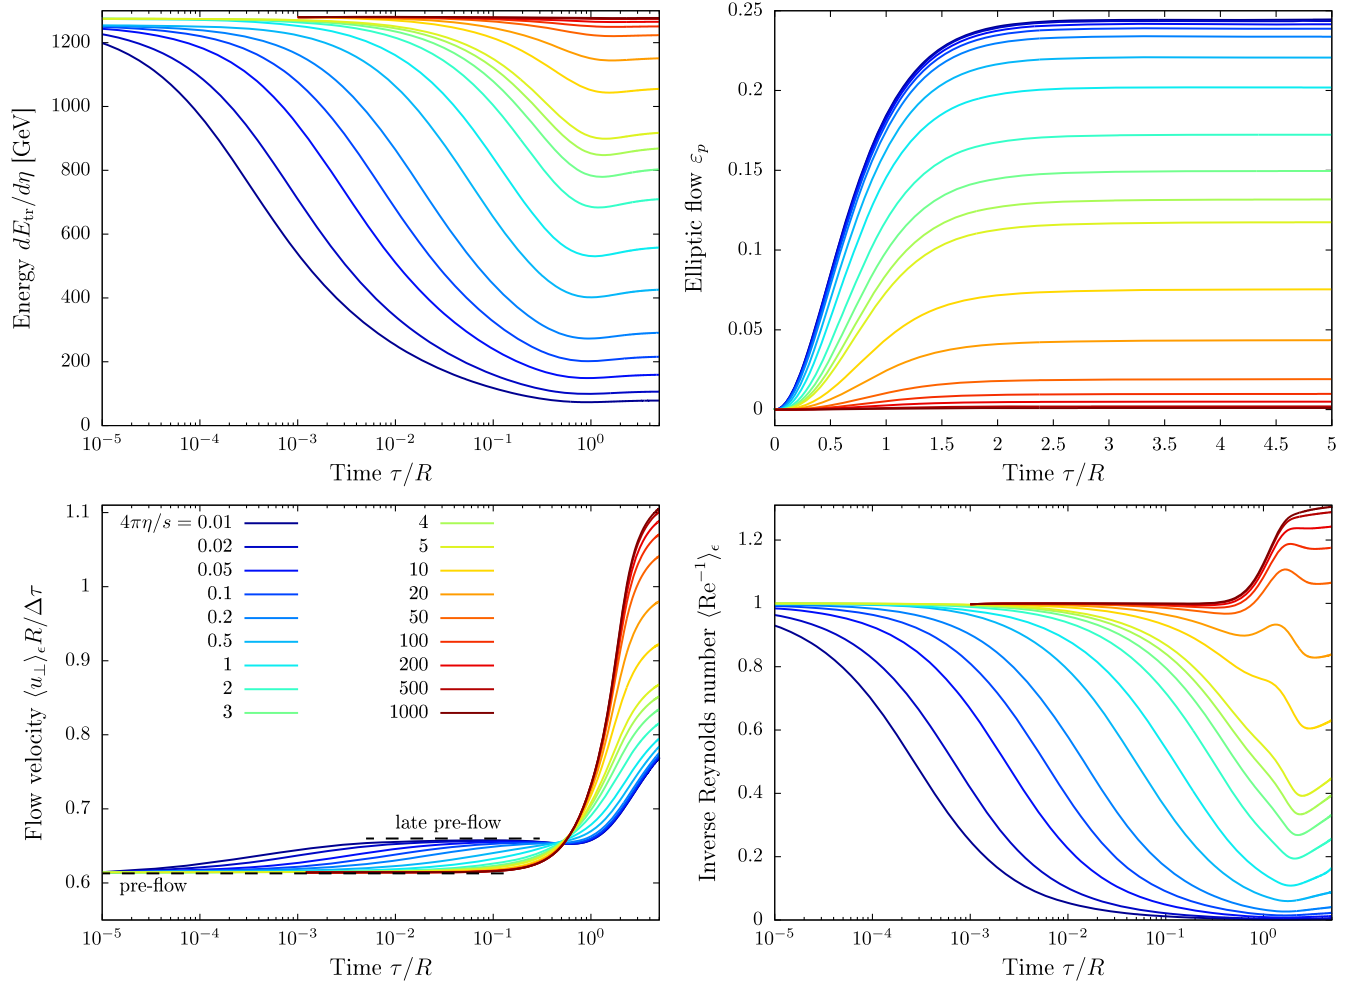 Energy dE_tr/dη [GeV]
1200
1000
800
600
400
200
0
10⁻⁵ 10⁻⁴ 10⁻³ 10⁻² 10⁻¹ 10⁰
Time τ/R
Elliptic flow ε_p
0.25
0.2
0.15
0.1
0.05
0
0 0.5 1 1.5 2 2.5 3 3.5 4 4.5 5
Time τ/R
Flow velocity ⟨u_⊥⟩_ϵ R/Δτ
1.1
1
0.9
0.8
0.7
0.6
4πη/s = 0.01
0.02
0.05
0.1
0.2
0.5
1
2
3
4
5
10
20
50
100
200
500
1000
late pre-flow
pre-flow
10⁻⁵ 10⁻⁴ 10⁻³ 10⁻² 10⁻¹ 10⁰
Time τ/R
Inverse Reynolds number ⟨Re⁻¹⟩_ϵ
1.2
1
0.8
0.6
0.4
0.2
0
10⁻⁵ 10⁻⁴ 10⁻³ 10⁻² 10⁻¹ 10⁰
Time τ/R